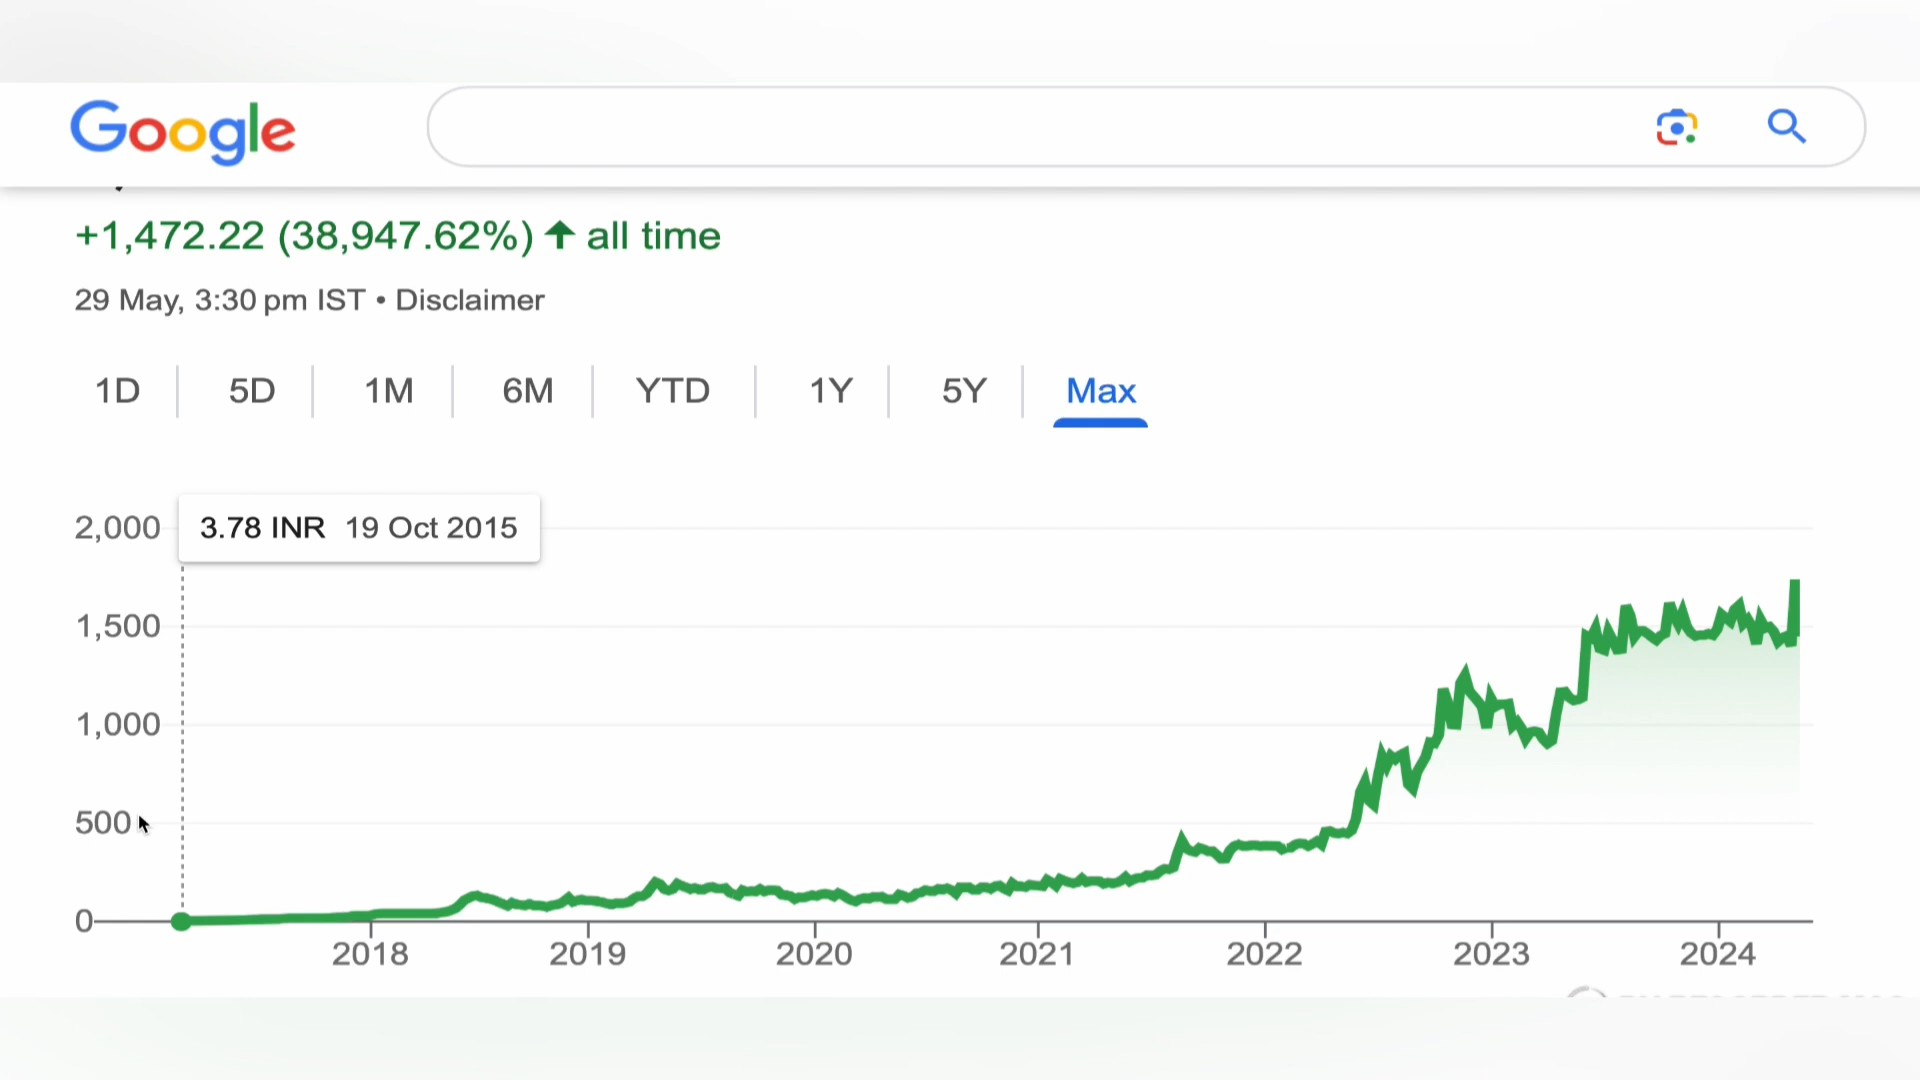 Google
+1,472.22 (38,947.62%) ↑ all time
29 May, 3:30 pm IST • Disclaimer
1D 5D 1M 6M YTD 1Y 5Y Max
3.78 INR 19 Oct 2015
2,000
1,500
1,000
500
0
2018 2019 2020 2021 2022 2023 2024